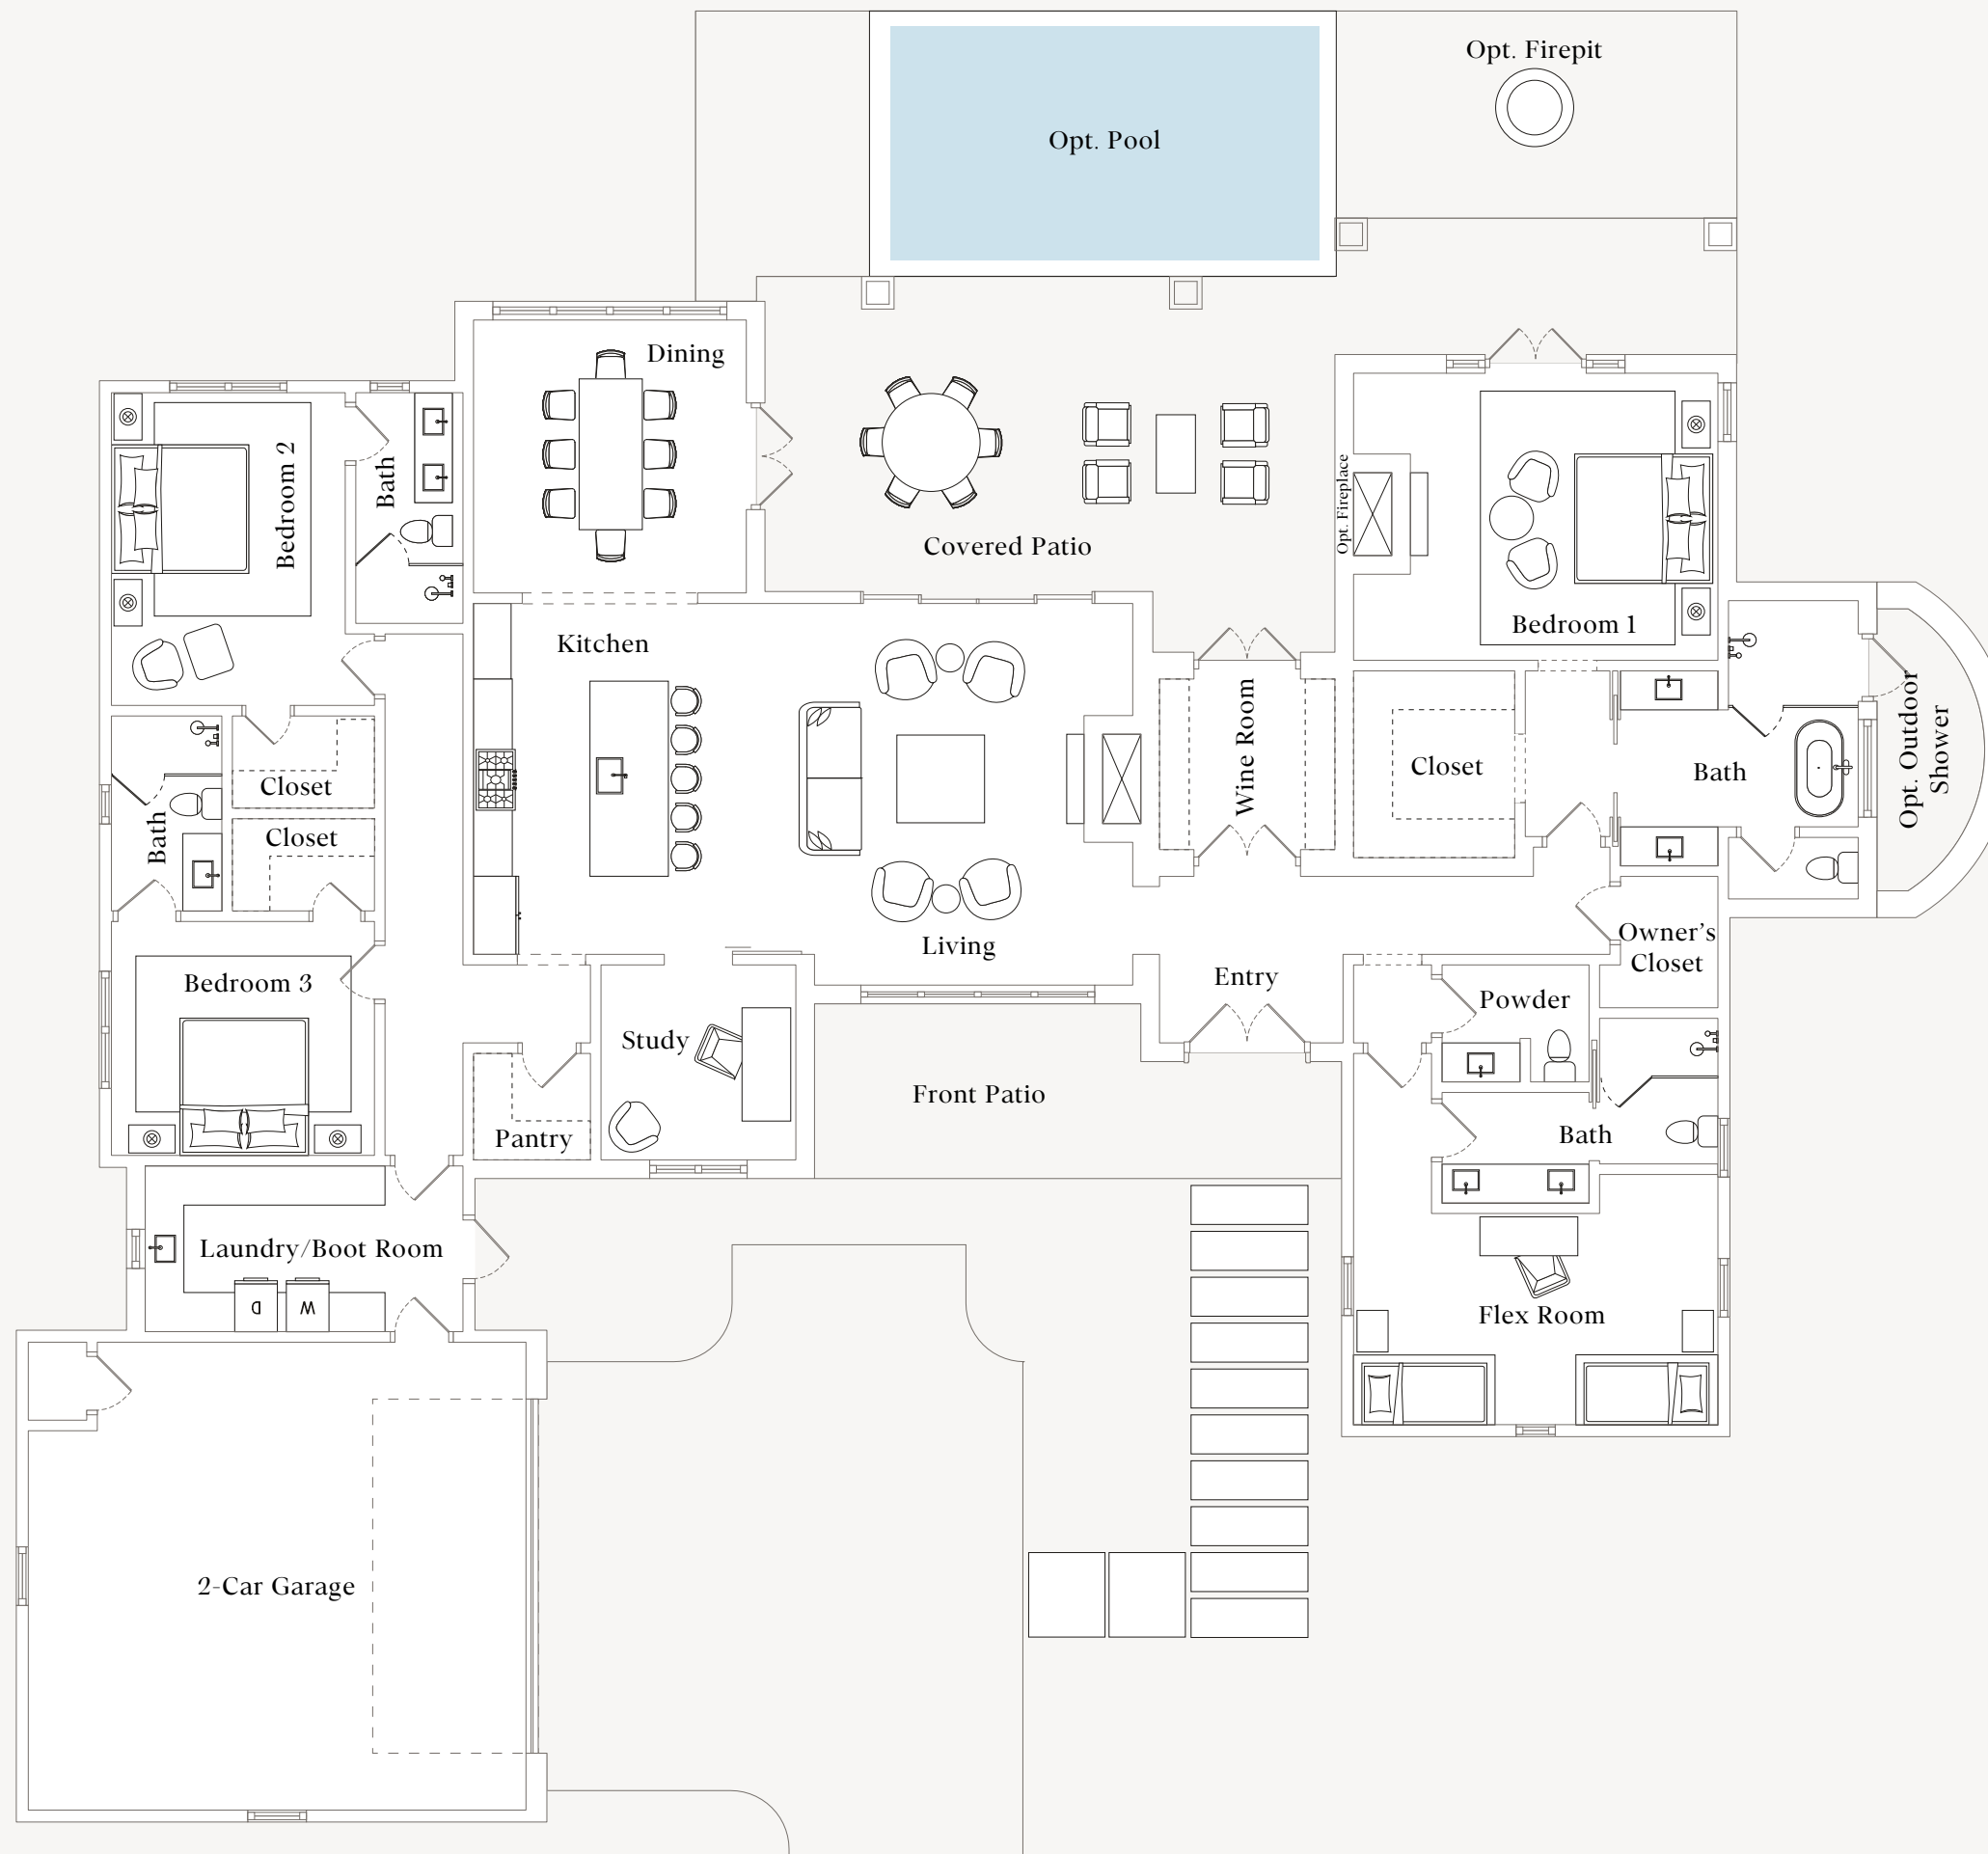 Opt. Firepit
Opt. Pool
Dining
Bedroom 2
Bath
Opt. Fireplace
Covered Patio
Bedroom 1
Kitchen
Wine Room
Closet
Bath
Opt. Outdoor
Shower
Closet
Closet
Bath
Living
Owner's
Closet
Entry
Bedroom 3
Powder
Study
Front Patio
Pantry
Bath
Laundry/Boot Room
D
W
Flex Room
2-Car Garage